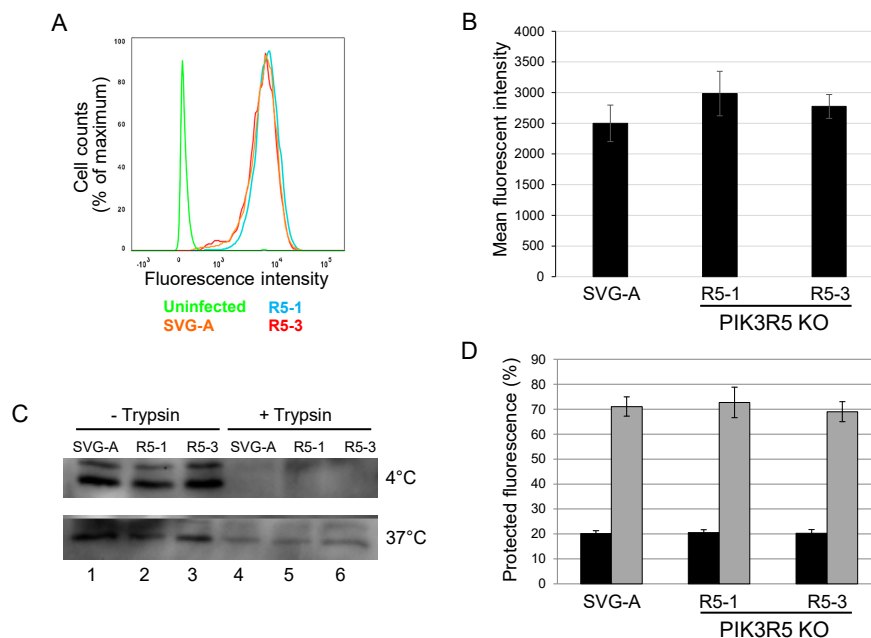 A
Cell counts
(% of maximum)
100
80
60
40
20
0
-10³ 0 10³ 10⁴ 10⁵
Fluorescence intensity
Uninfected R5-1
SVG-A R5-3
B
Mean fluorescent intensity
4000
3500
3000
2500
2000
1500
1000
500
0
SVG-A R5-1 R5-3
PIK3R5 KO
C
- Trypsin + Trypsin
SVG-A R5-1 R5-3 SVG-A R5-1 R5-3
4°C
37°C
1 2 3 4 5 6
D
Protected fluorescence (%)
90
80
70
60
50
40
30
20
10
0
SVG-A R5-1 R5-3
PIK3R5 KO